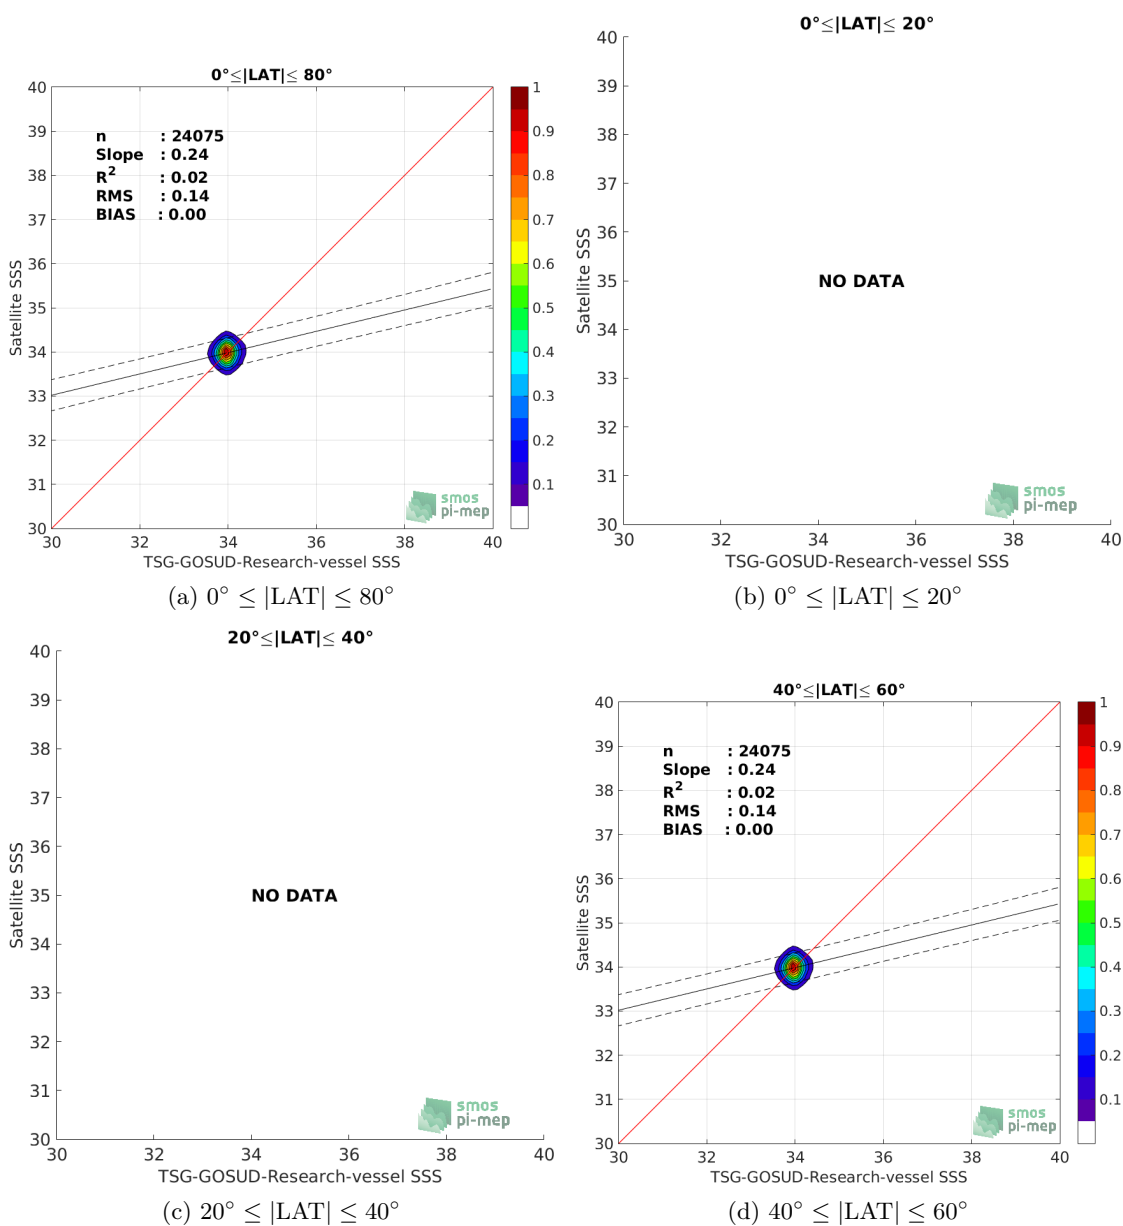 0°≤|LAT|≤ 80°
40
39
38
37
36
35
34
33
32
31
30
30 32 34 36 38 40
Satellite SSS
TSG-GOSUD-Research-vessel SSS
n : 24075
Slope : 0.24
R2 : 0.02
RMS : 0.14
BIAS : 0.00
1
0.9
0.8
0.7
0.6
0.5
0.4
0.3
0.2
0.1
smos
pi-mep
(a) 0° ≤ |LAT| ≤ 80°
0°≤|LAT|≤ 20°
40
39
38
37
36
35
34
33
32
31
30
30 32 34 36 38 40
Satellite SSS
TSG-GOSUD-Research-vessel SSS
NO DATA
smos
pi-mep
(b) 0° ≤ |LAT| ≤ 20°
20°≤|LAT|≤ 40°
40
39
38
37
36
35
34
33
32
31
30
30 32 34 36 38 40
Satellite SSS
TSG-GOSUD-Research-vessel SSS
NO DATA
smos
pi-mep
(c) 20° ≤ |LAT| ≤ 40°
40°≤|LAT|≤ 60°
40
39
38
37
36
35
34
33
32
31
30
30 32 34 36 38 40
Satellite SSS
TSG-GOSUD-Research-vessel SSS
n : 24075
Slope : 0.24
R2 : 0.02
RMS : 0.14
BIAS : 0.00
1
0.9
0.8
0.7
0.6
0.5
0.4
0.3
0.2
0.1
smos
pi-mep
(d) 40° ≤ |LAT| ≤ 60°